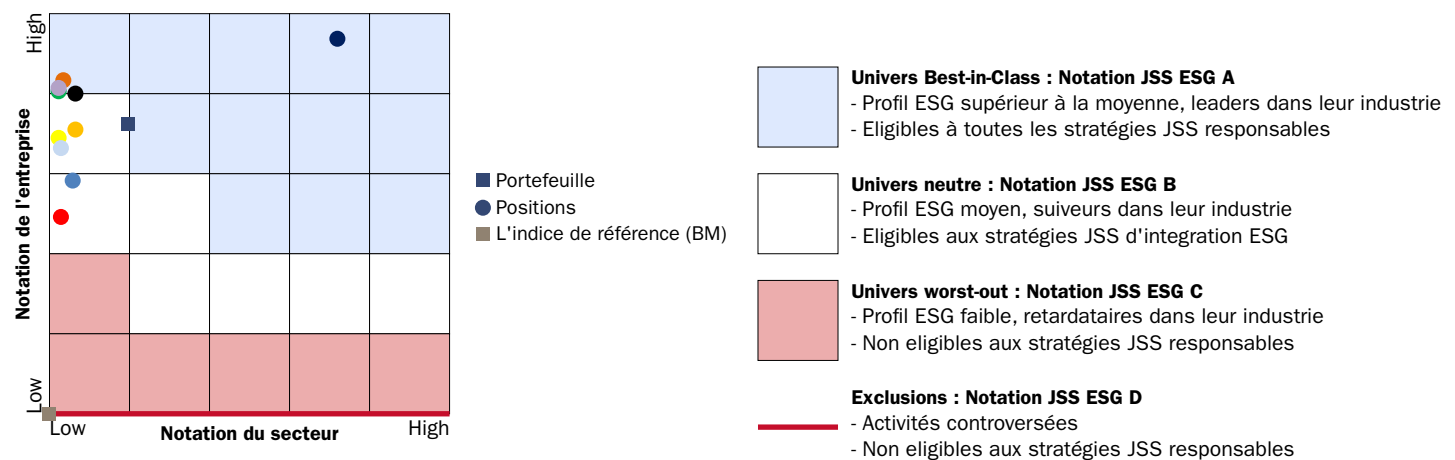 High
Notation de l'entreprise
Low
Low
Notation du secteur
High
Portefeuille
Positions
L'indice de référence (BM)
Univers Best-in-Class : Notation JSS ESG A
- Profil ESG supérieur à la moyenne, leaders dans leur industrie
- Eligibles à toutes les stratégies JSS responsables
Univers neutre : Notation JSS ESG B
- Profil ESG moyen, suiveurs dans leur industrie
- Eligibles aux stratégies JSS d'integration ESG
Univers worst-out : Notation JSS ESG C
- Profil ESG faible, retardataires dans leur industrie
- Non eligibles aux stratégies JSS responsables
Exclusions : Notation JSS ESG D
- Activités controversées
- Non eligibles aux stratégies JSS responsables